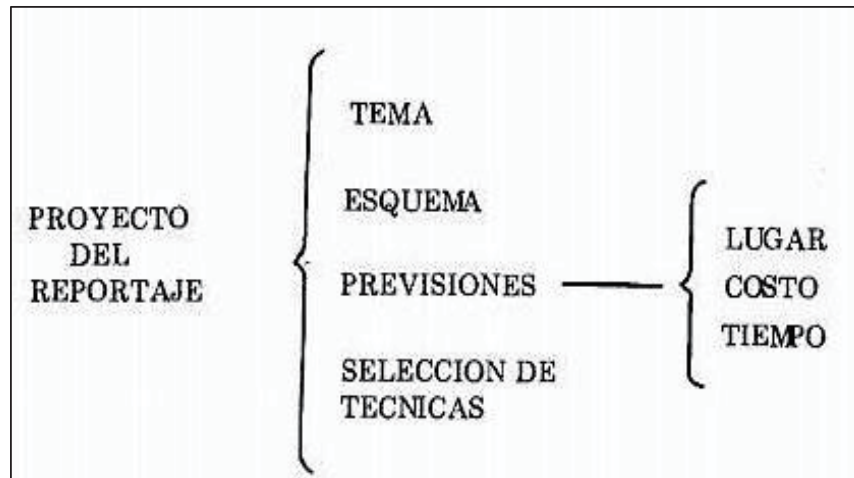 PROYECTO
DEL
REPORTAJE
TEMA
ESQUEMA
PREVISIONES
SELECCION DE
TECNICAS
LUGAR
COSTO
TIEMPO